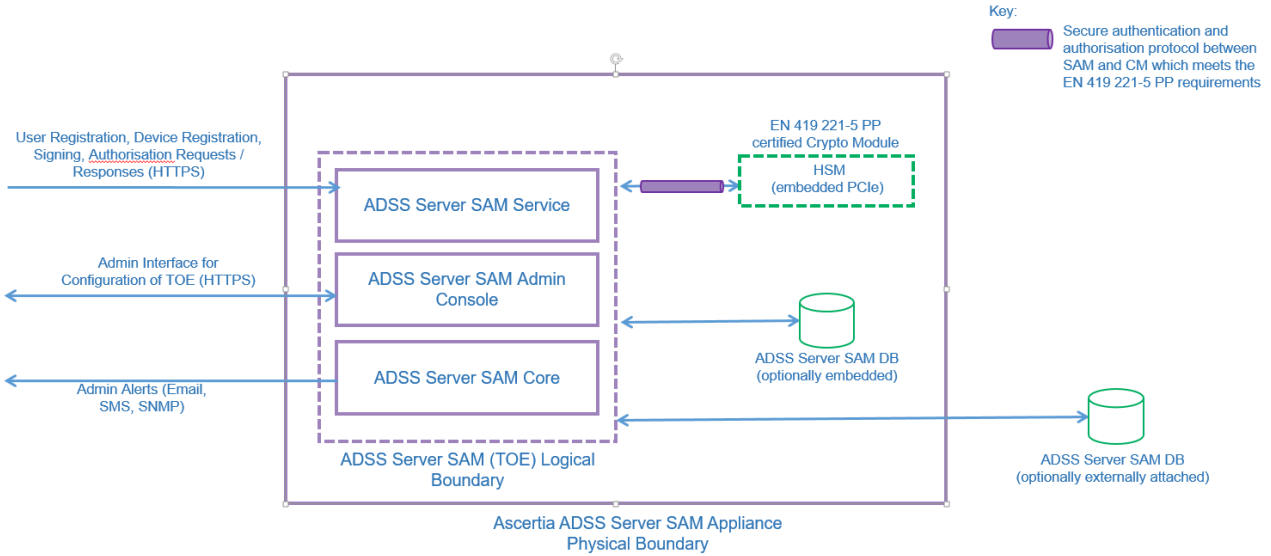 Key:
Secure authentication and
authorisation protocol between
SAM and CM which meets the
EN 419 221-5 PP requirements
User Registration, Device Registration,
Signing, Authorisation Requests /
Responses (HTTPS)
EN 419 221-5 PP
certified Crypto Module
HSM
(embedded PCIe)
ADSS Server SAM Service
Admin Interface for
Configuration of TOE (HTTPS)
ADSS Server SAM Admin
Console
ADSS Server SAM DB
(optionally embedded)
ADSS Server SAM Core
Admin Alerts (Email,
SMS, SNMP)
ADSS Server SAM (TOE) Logical
Boundary
ADSS Server SAM DB
(optionally externally attached)
Ascertia ADSS Server SAM Appliance
Physical Boundary